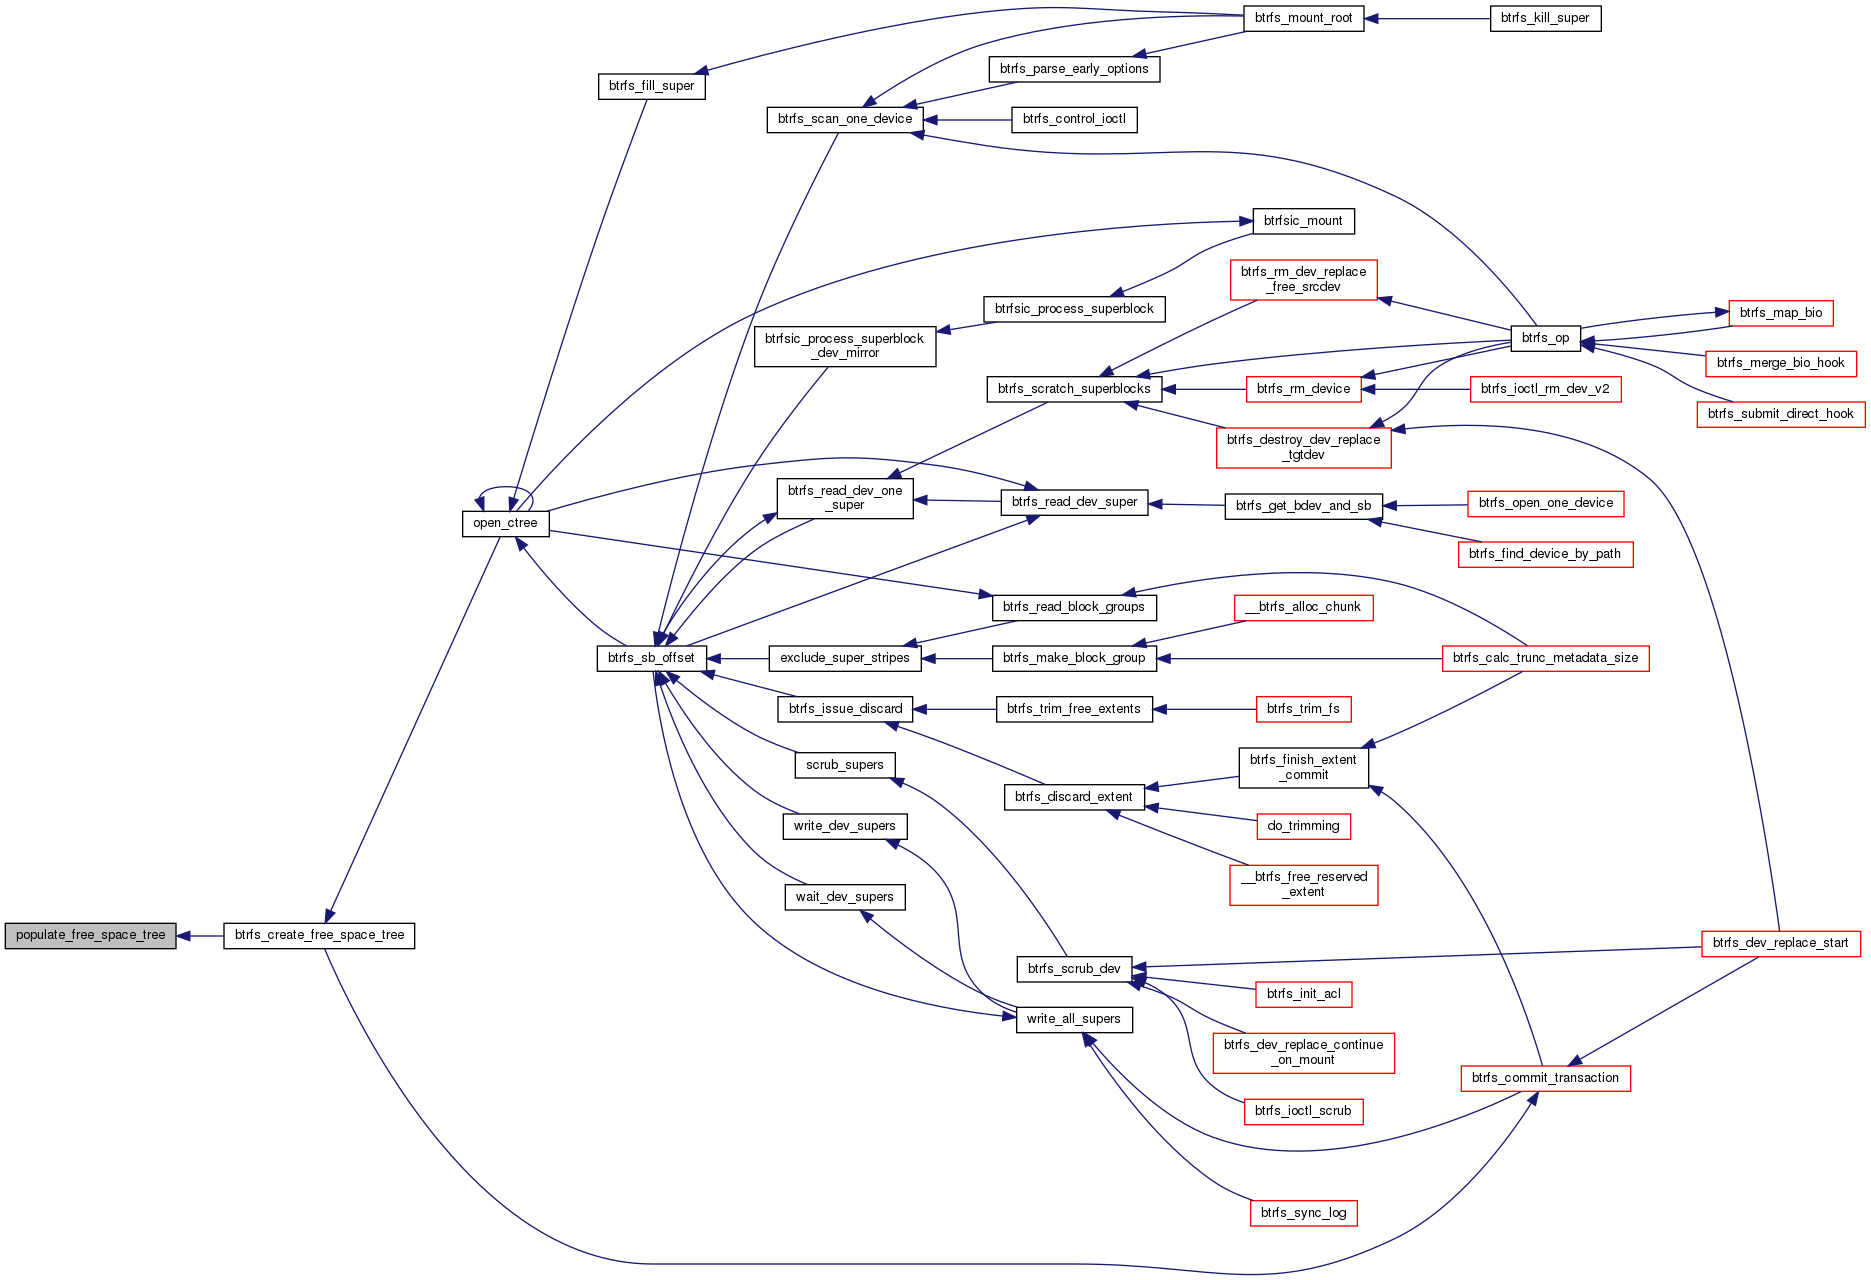 btrfs_mount_root
btrfs_kill_super
btrfs_parse_early_options
btrfs_fill_super
btrfs_scan_one_device
btrfs_control_ioctl
btrfsic_mount
btrfs_rm_dev_replace
_free_srcdev
btrfsic_process_superblock
btrfs_map_bio
btrfsic_process_superblock
_dev_mirror
btrfs_op
btrfs_merge_bio_hook
btrfs_scratch_superblocks
btrfs_rm_device
btrfs_ioctl_rm_dev_v2
btrfs_submit_direct_hook
btrfs_destroy_dev_replace
_tgtdev
btrfs_read_dev_one
_super
btrfs_read_dev_super
btrfs_get_bdev_and_sb
btrfs_open_one_device
open_ctree
btrfs_find_device_by_path
btrfs_read_block_groups
__btrfs_alloc_chunk
btrfs_sb_offset
exclude_super_stripes
btrfs_make_block_group
btrfs_calc_trunc_metadata_size
btrfs_issue_discard
btrfs_trim_free_extents
btrfs_trim_fs
scrub_supers
btrfs_finish_extent
_commit
btrfs_discard_extent
write_dev_supers
do_trimming
__btrfs_free_reserved
_extent
wait_dev_supers
populate_free_space_tree
btrfs_create_free_space_tree
btrfs_dev_replace_start
btrfs_scrub_dev
btrfs_init_acl
write_all_supers
btrfs_dev_replace_continue
_on_mount
btrfs_commit_transaction
btrfs_ioctl_scrub
btrfs_sync_log